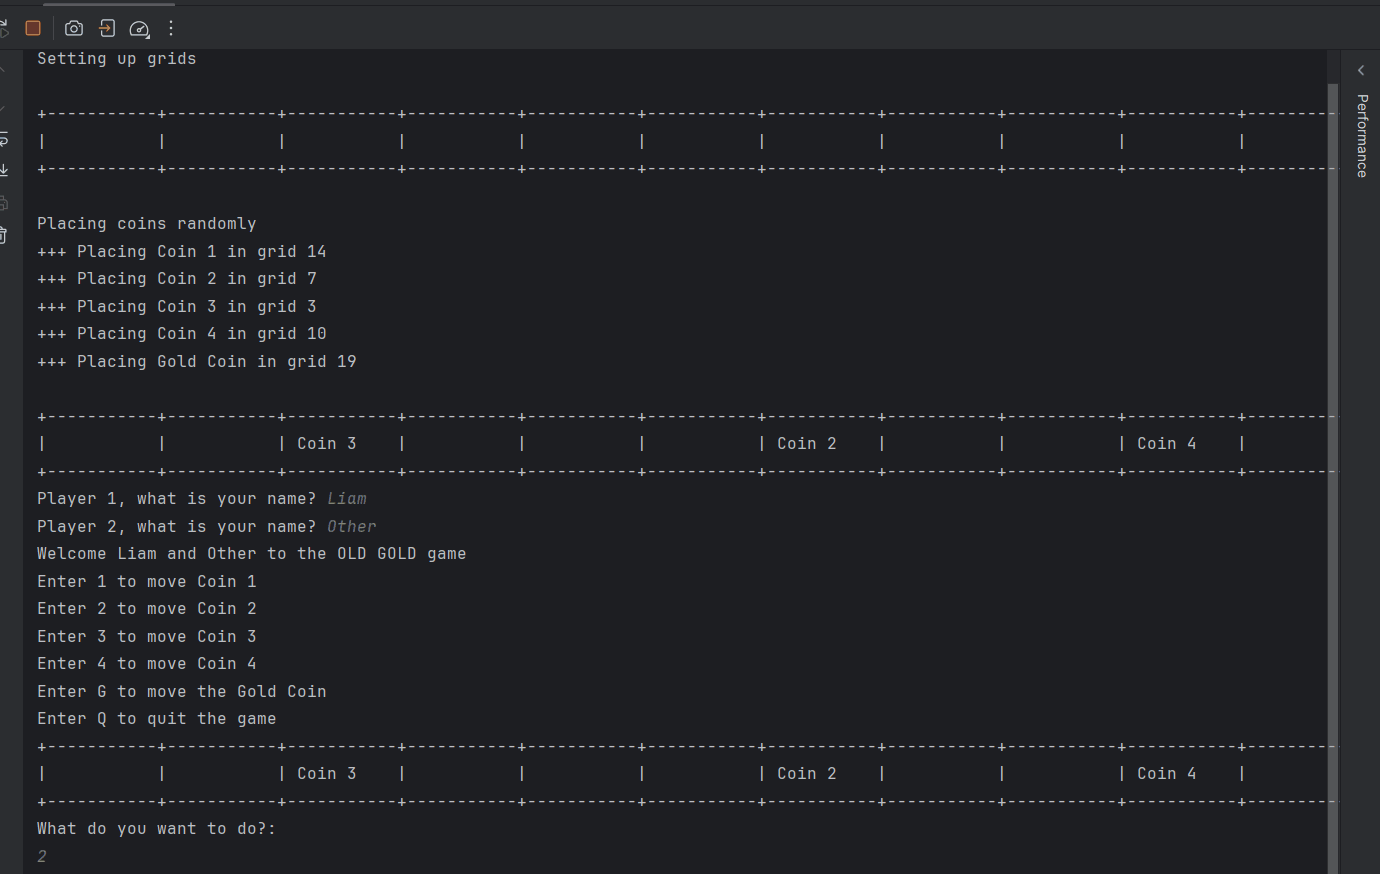 Setting up grids
+-----------+-----------+-----------+-----------+-----------+-----------+-----------+-----------+-----------+-----------+----------
|           |           |           |           |           |           |           |           |           |           |
+-----------+-----------+-----------+-----------+-----------+-----------+-----------+-----------+-----------+-----------+----------
Placing coins randomly
+++ Placing Coin 1 in grid 14
+++ Placing Coin 2 in grid 7
+++ Placing Coin 3 in grid 3
+++ Placing Coin 4 in grid 10
+++ Placing Gold Coin in grid 19
+-----------+-----------+-----------+-----------+-----------+-----------+-----------+-----------+-----------+-----------+----------
|           |           | Coin 3    |           |           |           | Coin 2    |           |           | Coin 4    |
+-----------+-----------+-----------+-----------+-----------+-----------+-----------+-----------+-----------+-----------+----------
Player 1, what is your name? Liam
Player 2, what is your name? Other
Welcome Liam and Other to the OLD GOLD game
Enter 1 to move Coin 1
Enter 2 to move Coin 2
Enter 3 to move Coin 3
Enter 4 to move Coin 4
Enter G to move the Gold Coin
Enter Q to quit the game
+-----------+-----------+-----------+-----------+-----------+-----------+-----------+-----------+-----------+-----------+----------
|           |           | Coin 3    |           |           |           | Coin 2    |           |           | Coin 4    |
+-----------+-----------+-----------+-----------+-----------+-----------+-----------+-----------+-----------+-----------+----------
What do you want to do?:
2
Performance